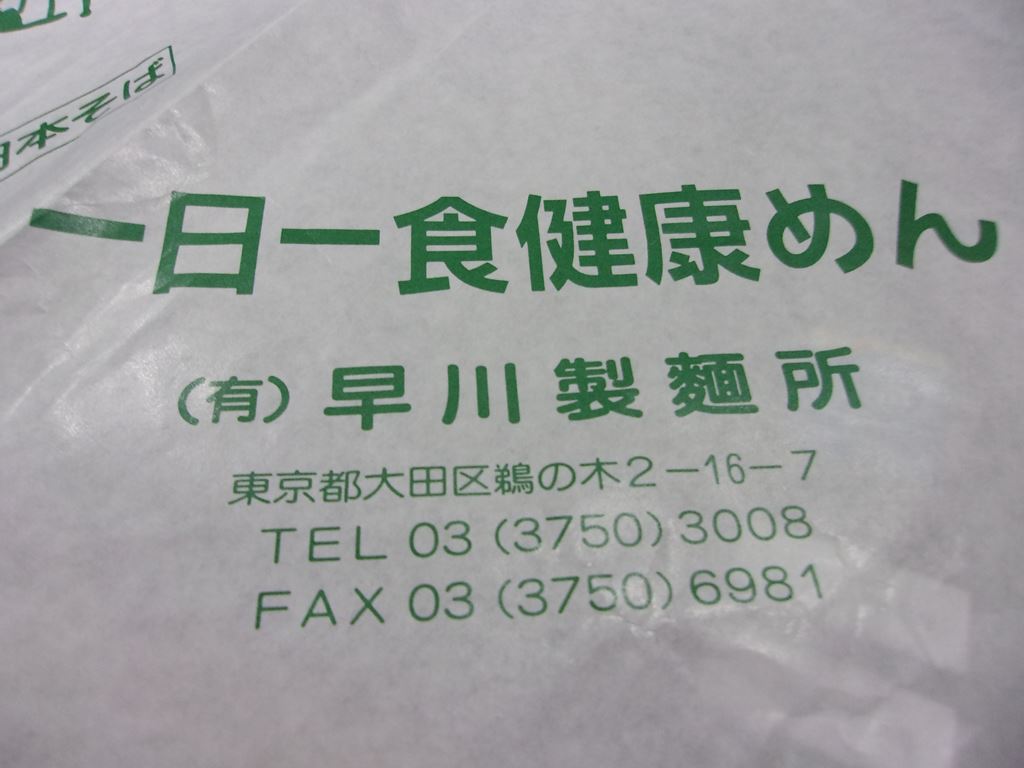 日本そば
一日一食健康めん
(有) 早川製麺所
東京都大田区鵜の木2-16-7
TEL 03 (3750) 3008
FAX 03 (3750) 6981